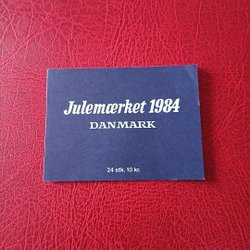 Julemærket 1984
DANMARK
24 stk. 10 kr.